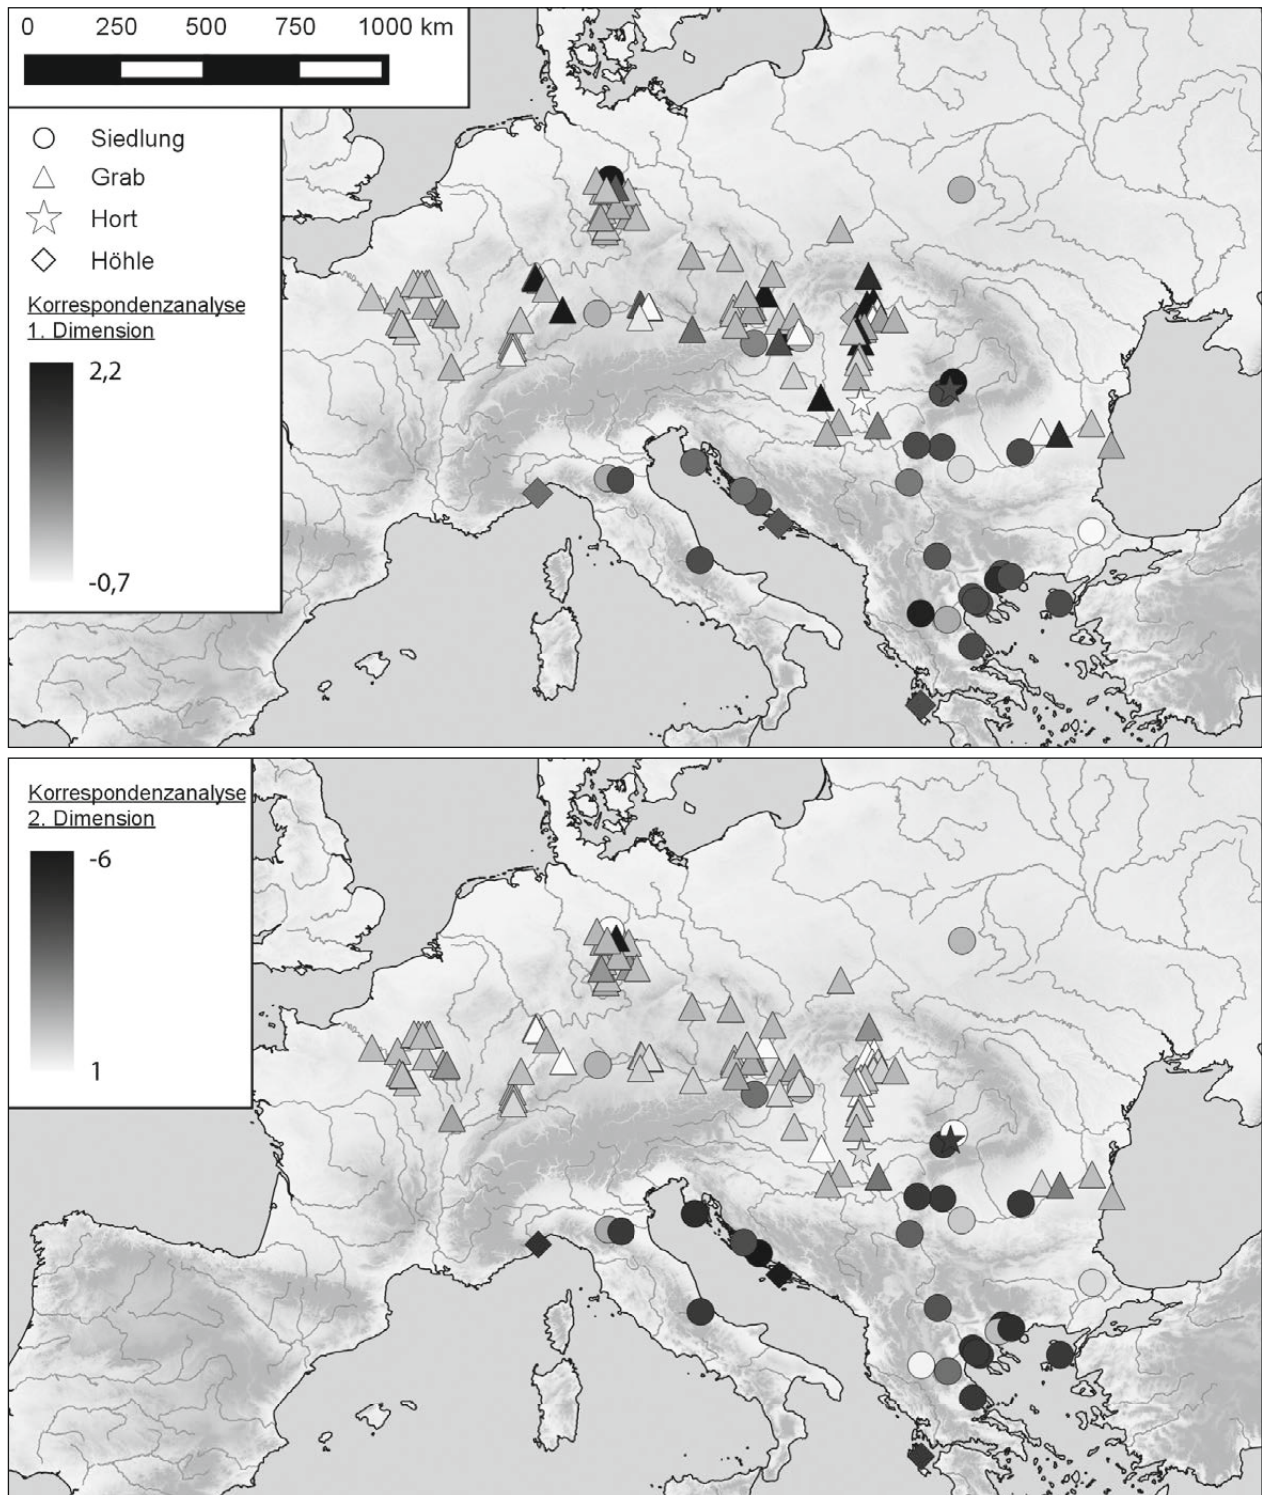 0 250 500 750 1000 km
Siedlung
Grab
Hort
Höhle
Korrespondenzanalyse
1. Dimension
2,2
-0,7
Korrespondenzanalyse
2. Dimension
-6
1